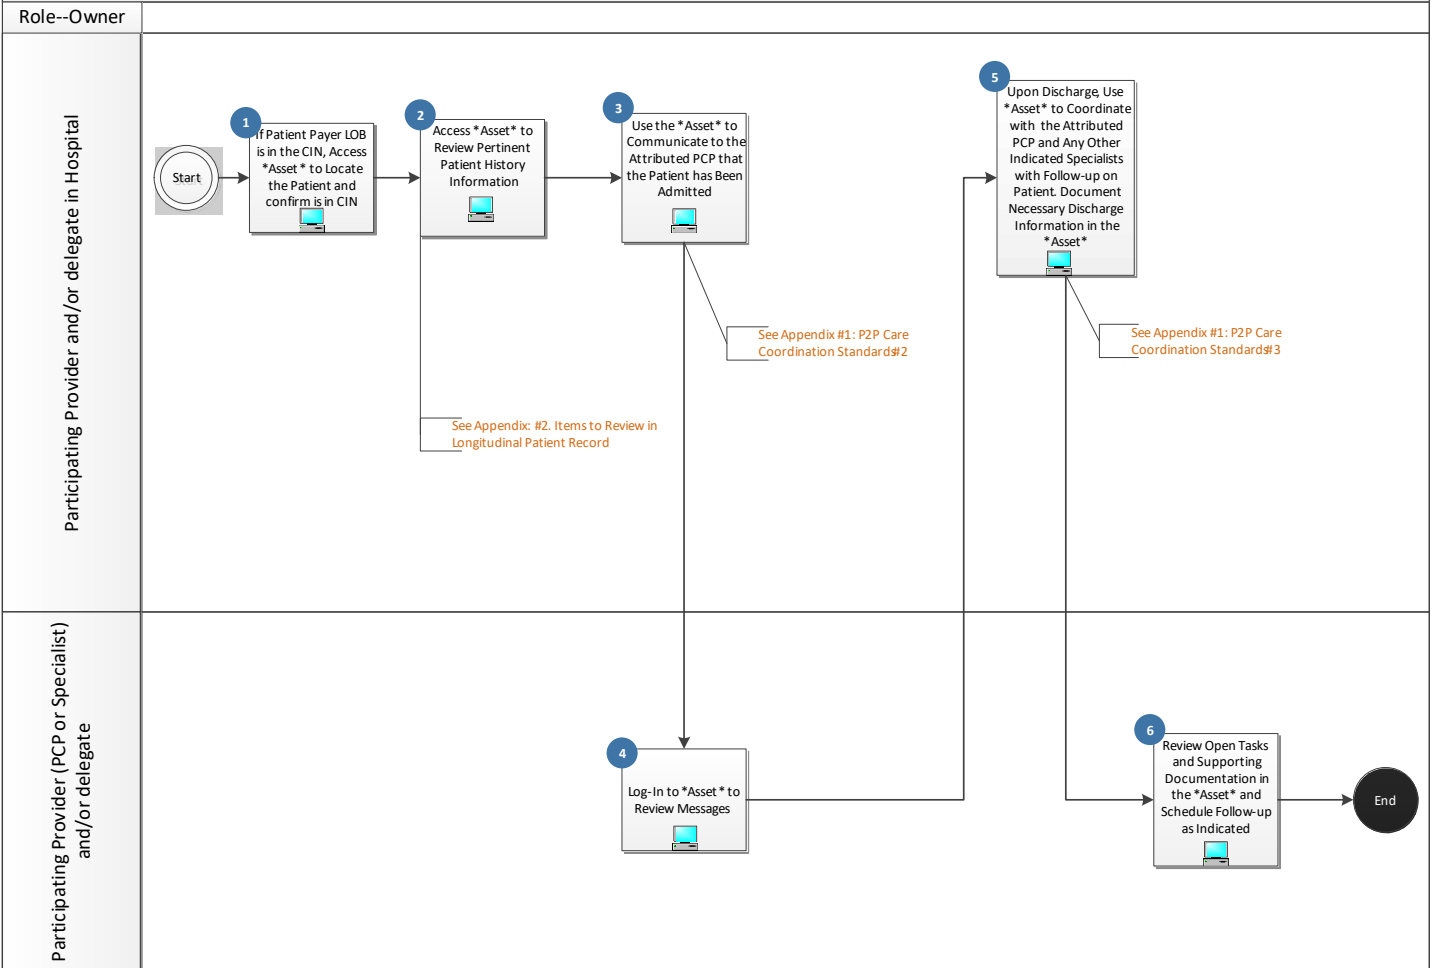 Role--Owner
Participating Provider and/or delegate in Hospital
Start
1
If Patient Payer LOB
is in the CIN, Access
*Asset* to Locate
the Patient and
confirm is in CIN
2
Access *Asset* to
Review Pertinent
Patient History
Information
See Appendix: #2. Items to Review in
Longitudinal Patient Record
3
Use the *Asset* to
Communicate to the
Attributed PCP that
the Patient has Been
Admitted
See Appendix #1: P2P Care
Coordination Standards#2
5
Upon Discharge, Use
*Asset* to Coordinate
with the Attributed
PCP and Any Other
Indicated Specialists
with Follow-up on
Patient. Document
Necessary Discharge
Information in the
*Asset*
See Appendix #1: P2P Care
Coordination Standards#3
Participating Provider (PCP or Specialist)
and/or delegate
4
Log-In to *Asset* to
Review Messages
6
Review Open Tasks
and Supporting
Documentation in
the *Asset* and
Schedule Follow-up
as Indicated
End